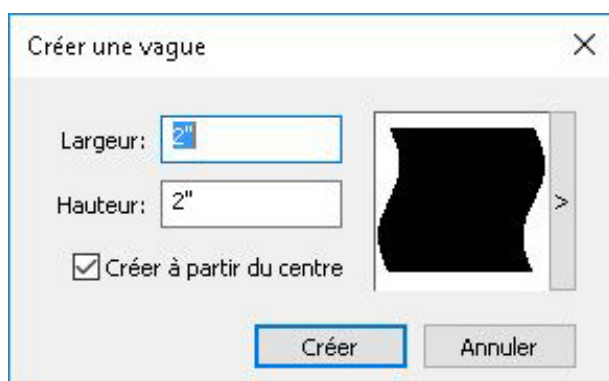 Créer une vague
Largeur: 2"
Hauteur: 2"
Créer à partir du centre
>
Créer Annuler